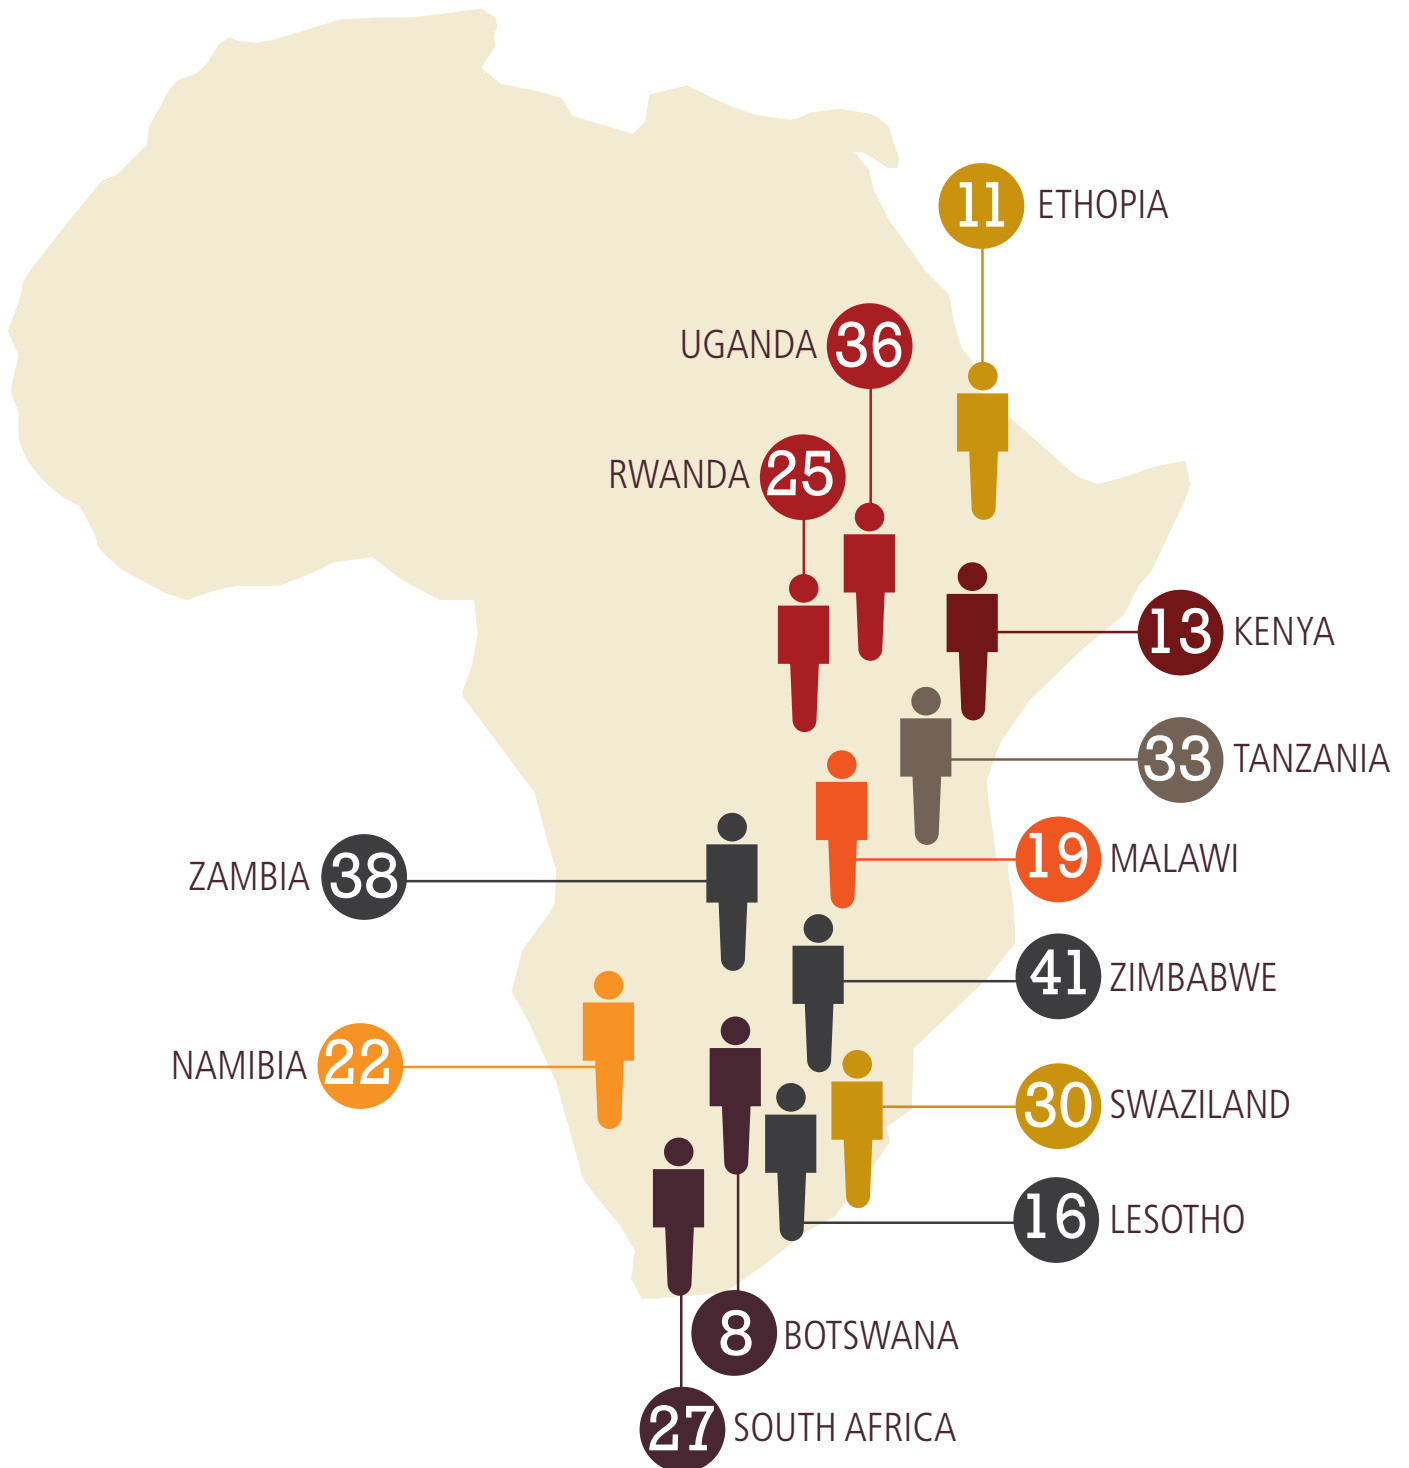 11 ETHOPIA
UGANDA 36
RWANDA 25
13 KENYA
33 TANZANIA
19 MALAWI
ZAMBIA 38
41 ZIMBABWE
NAMIBIA 22
30 SWAZILAND
16 LESOTHO
8 BOTSWANA
27 SOUTH AFRICA